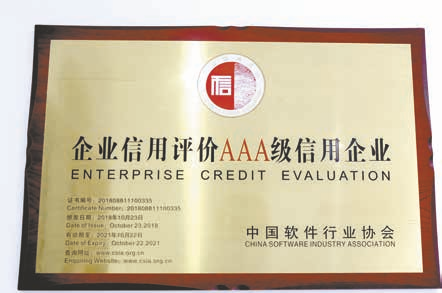 信
企业信用评价AAA级信用企业
ENTERPRISE CREDIT EVALUATION
证书编号：201808811100335
Certificate Number：201808811100335
颁发日期：2018年10月23日
Date of Issue：October 23,2018
有效期至：2021年10月22日
Date of Expiry：October 22,2021
查询网址：www.csia.org.cn
Enquiring Website：www.csia.org.cn
中国软件行业协会
CHINA SOFTWARE INDUSTRY ASSOCIATION